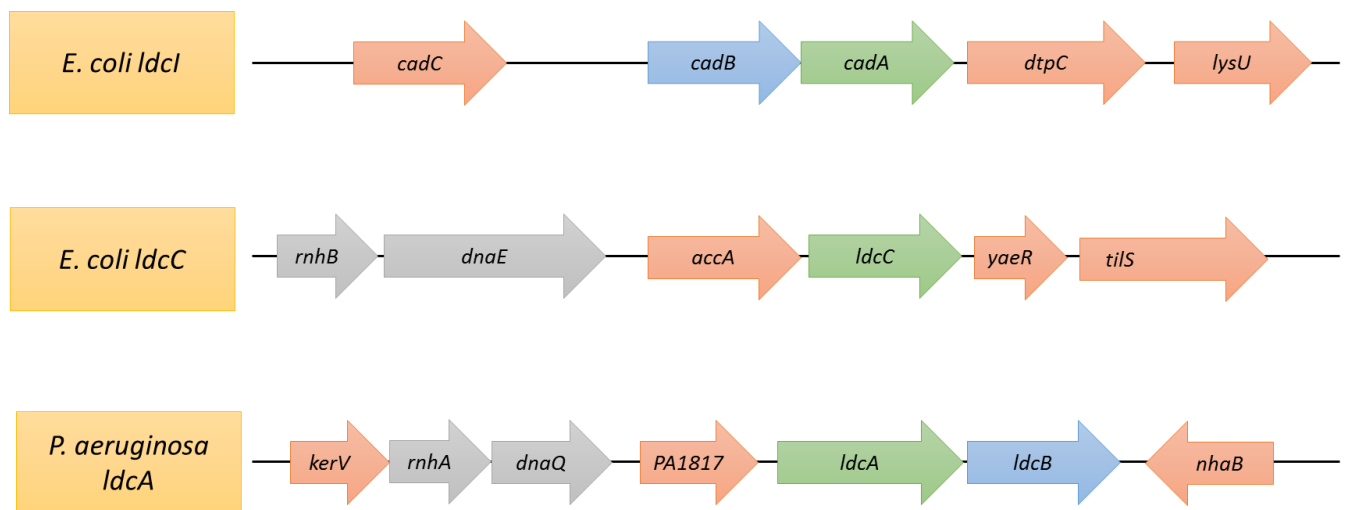 E. coli ldcI
cadC
cadB
cadA
dtpC
lysU
E. coli ldcC
rnhB
dnaE
accA
ldcC
yaeR
tilS
P. aeruginosa
ldcA
kerV
rnhA
dnaQ
PA1817
ldcA
ldcB
nhaB